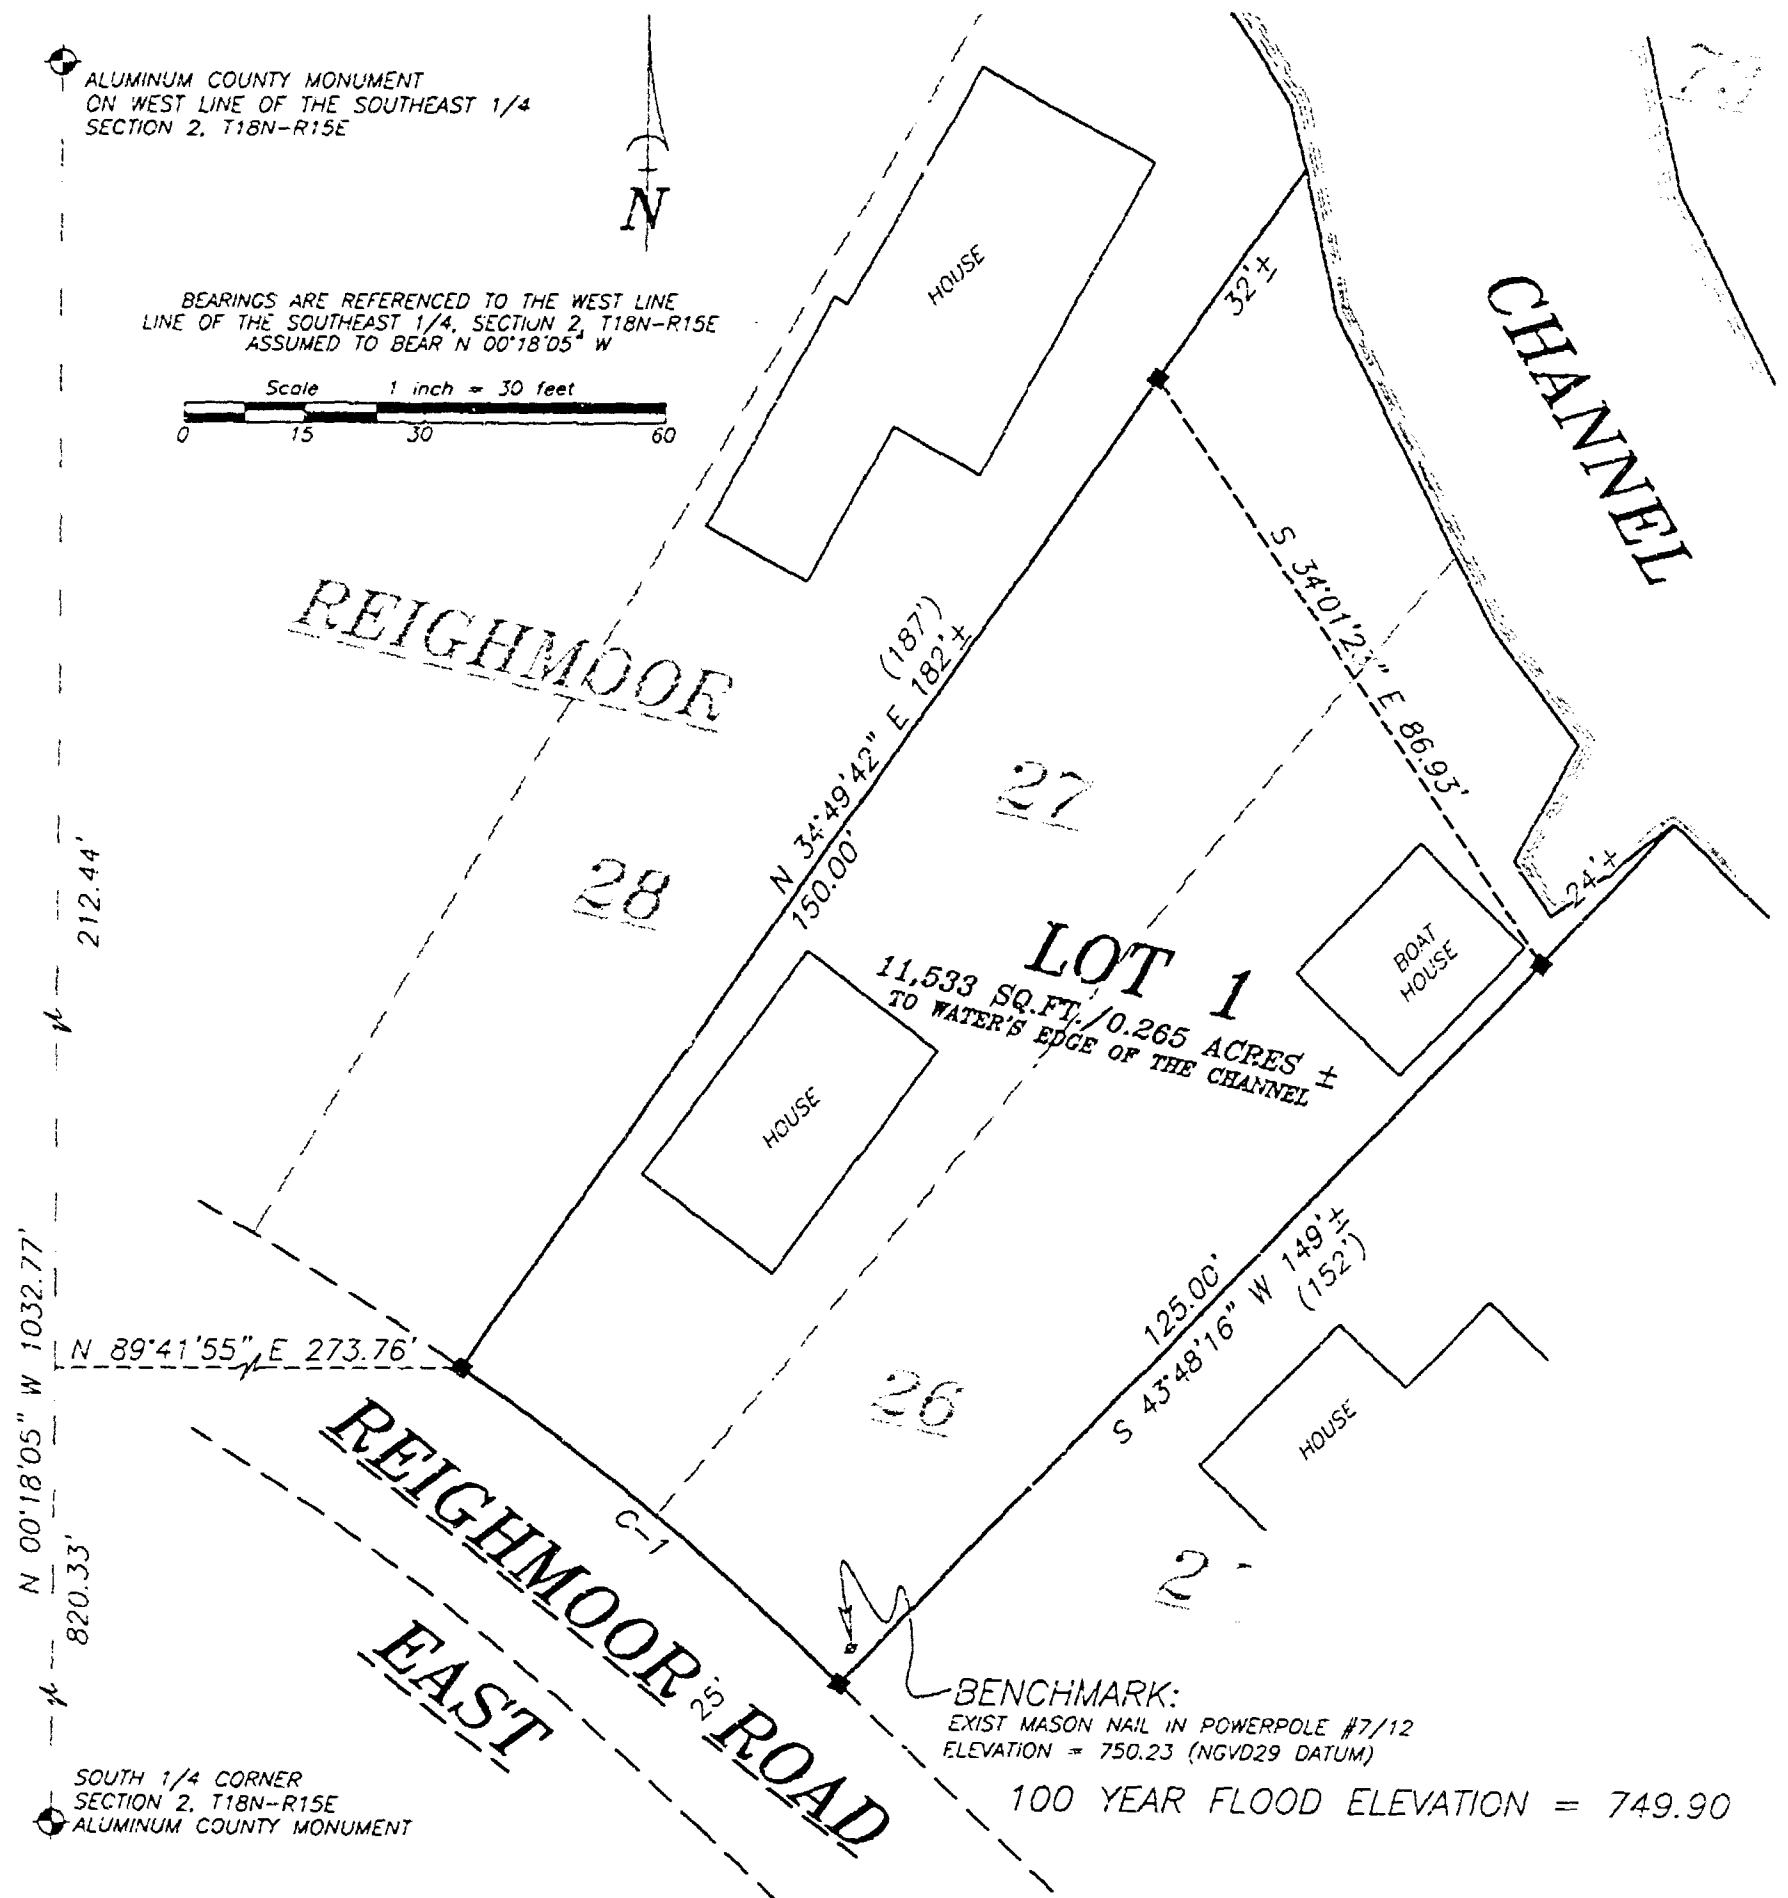 ALUMINUM COUNTY MONUMENT
ON WEST LINE OF THE SOUTHEAST 1/4
SECTION 2, T18N-R15E
N
BEARINGS ARE REFERENCED TO THE WEST LINE
LINE OF THE SOUTHEAST 1/4, SECTION 2, T18N-R15E
ASSUMED TO BEAR N 00°18'05" W
Scale 1 inch = 30 feet
0 15 30 60
HOUSE
32'±
CHANNEL
REIGHMOOR
(187')
N 34°49'42" E 182'±
150.00'
S 34°01'23" E 86.93'
27
28
212.44'
24'±
BOAT
HOUSE
LOT 1
11,533 SQ.FT./0.265 ACRES ±
TO WATER'S EDGE OF THE CHANNEL
HOUSE
125.00'
S 43°48'16" W 149'±
(152')
N 00°18'05" W 1032.77'
N 89°41'55" E 273.76'
26
HOUSE
C-1
2
820.33'
REIGHMOOR ROAD
EAST
25'
BENCHMARK:
EXIST MASON NAIL IN POWERPOLE #7/12
ELEVATION = 750.23 (NGVD29 DATUM)
100 YEAR FLOOD ELEVATION = 749.90
SOUTH 1/4 CORNER
SECTION 2, T18N-R15E
ALUMINUM COUNTY MONUMENT